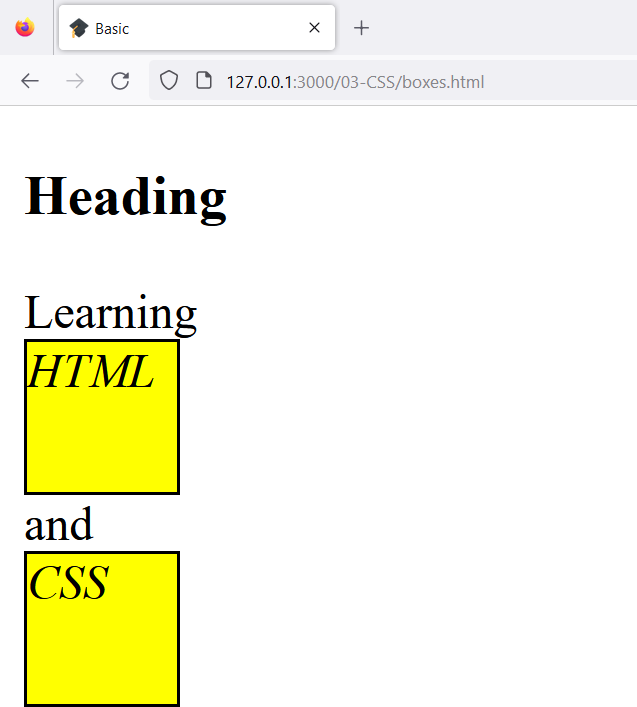 Basic
127.0.0.1:3000/03-CSS/boxes.html
Heading
Learning
HTML
and
CSS